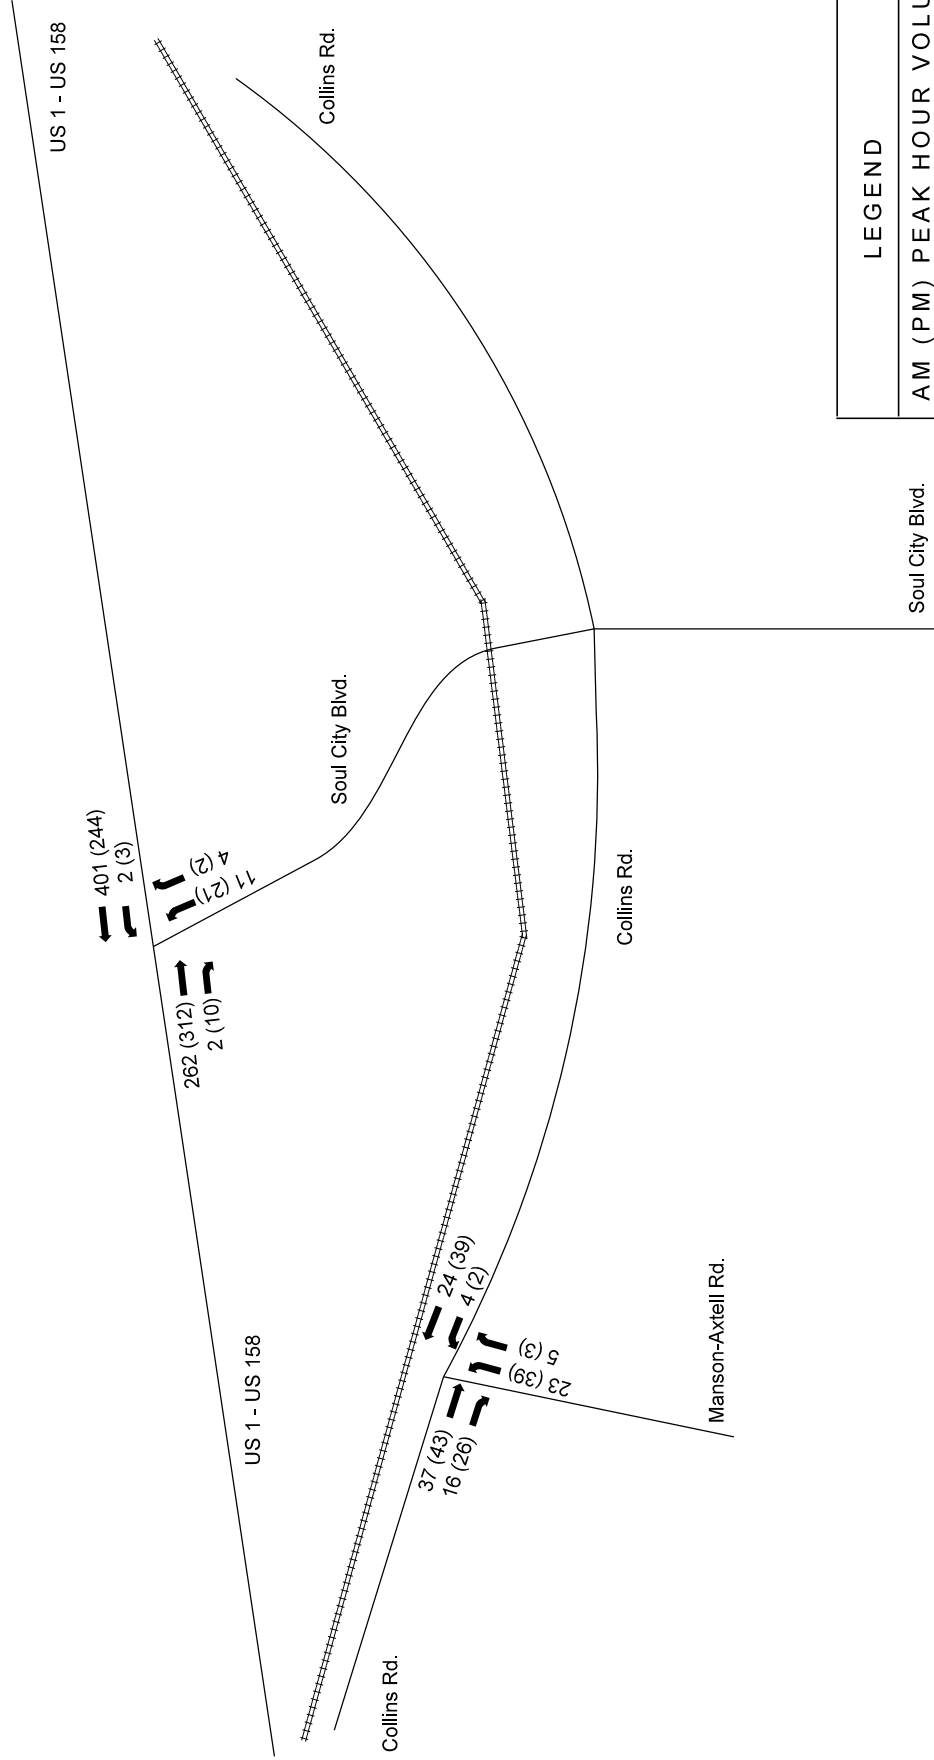 US 1 - US 158
Collins Rd.
401 (244)
2 (3)
4 (2)
11 (21)
262 (312)
2 (10)
Soul City Blvd.
Soul City Blvd.
Collins Rd.
US 1 - US 158
24 (39)
4 (2)
5 (3)
23 (39)
37 (43)
16 (26)
Manson-Axtell Rd.
Collins Rd.
LEGEND
AM (PM) PEAK HOUR VOLU